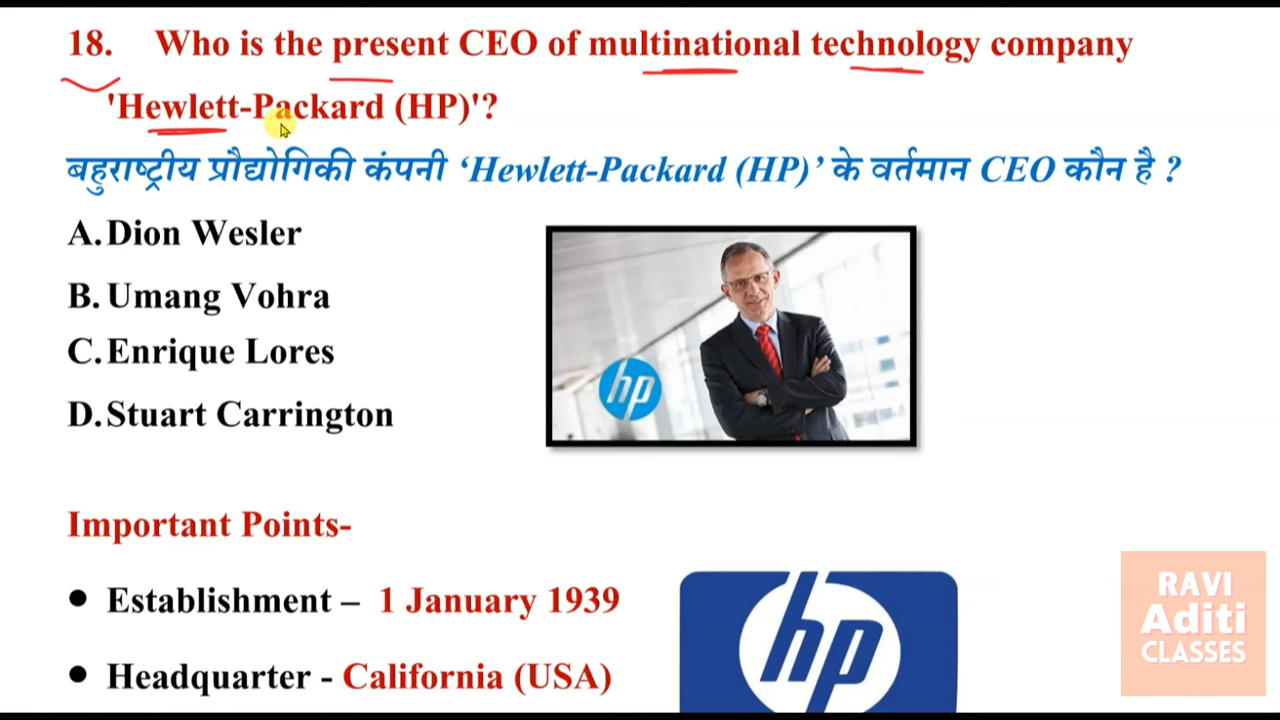 18. Who is the present CEO of multinational technology company
'Hewlett-Packard (HP)'?
बहुराष्ट्रीय प्रौद्योगिकी कंपनी ‘Hewlett-Packard (HP)’ के वर्तमान CEO कौन है ?
A. Dion Wesler
B. Umang Vohra
C. Enrique Lores
D. Stuart Carrington
hp
Important Points-
● Establishment – 1 January 1939
● Headquarter - California (USA)
hp
RAVI
Aditi
CLASSES